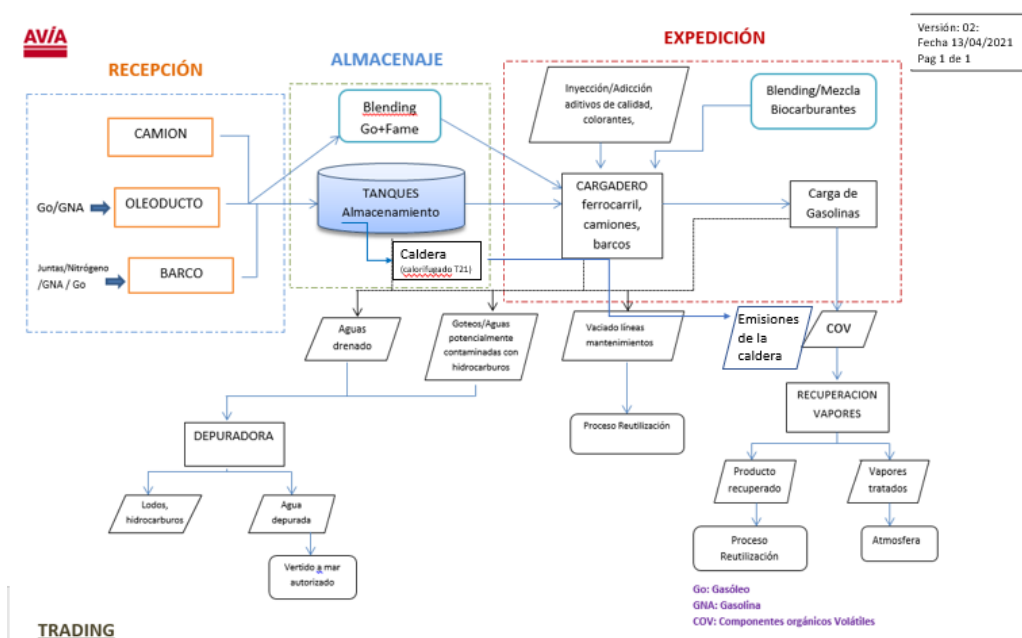 AVÍA
Versión: 02:
Fecha 13/04/2021
Pag 1 de 1
RECEPCIÓN
ALMACENAJE
EXPEDICIÓN
CAMION
Go/GNA
OLEODUCTO
Juntas/Nitrógeno
/GNA / Go
BARCO
Blending
Go+Fame
TANQUES
Almacenamiento
Caldera
(calorifugado T21)
Inyección/Adicción
aditivos de calidad,
colorantes,
Blending/Mezcla
Biocarburantes
CARGADERO
ferrocarril,
camiones,
barcos
Carga de
Gasolinas
Aguas
drenado
Goteos/Aguas
potencialmente
contaminadas con
hidrocarburos
Vaciado líneas
mantenimientos
Emisiones
de la
caldera
COV
DEPURADORA
Proceso Reutilización
RECUPERACION
VAPORES
Lodos,
hidrocarburos
Agua
depurada
Producto
recuperado
Vapores
tratados
Vertido a mar
autorizado
Proceso
Reutilización
Atmosfera
Go: Gasóleo
GNA: Gasolína
COV: Componentes orgánicos Volátiles
TRADING